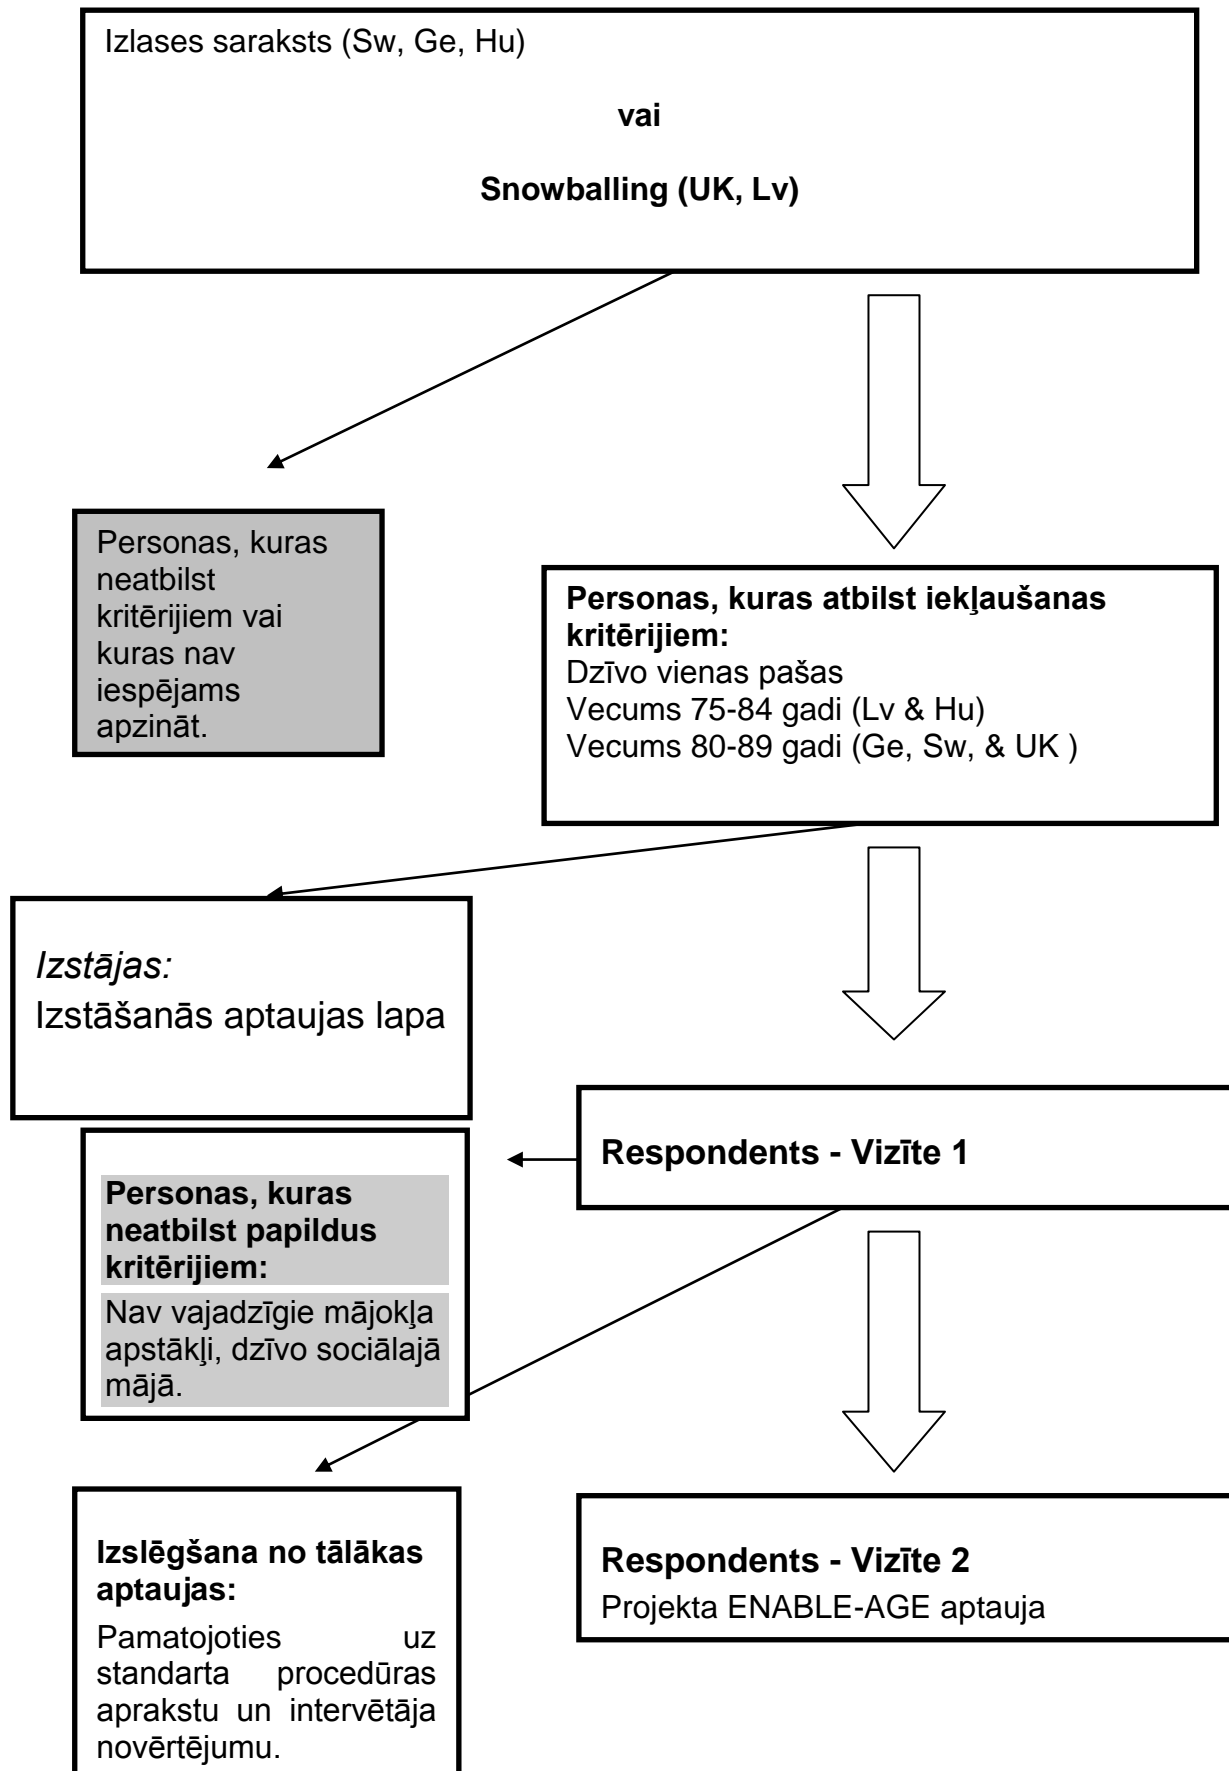 Izlases saraksts (Sw, Ge, Hu)
vai
Snowballing (UK, Lv)
Personas, kuras
neatbilst
kritērijiem vai
kuras nav
iespējams
apzināt.
Personas, kuras atbilst iekļaušanas
kritērijiem:
Dzīvo vienas pašas
Vecums 75-84 gadi (Lv & Hu)
Vecums 80-89 gadi (Ge, Sw, & UK )
Izstājas:
Izstāšanās aptaujas lapa
Respondents - Vizīte 1
Personas, kuras
neatbilst papildus
kritērijiem:
Nav vajadzīgie mājokļa
apstākļi, dzīvo sociālajā
mājā.
Izslēgšana no tālākas
aptaujas:
Pamatojoties uz
standarta procedūras
aprakstu un intervētāja
novērtējumu.
Respondents - Vizīte 2
Projekta ENABLE-AGE aptauja